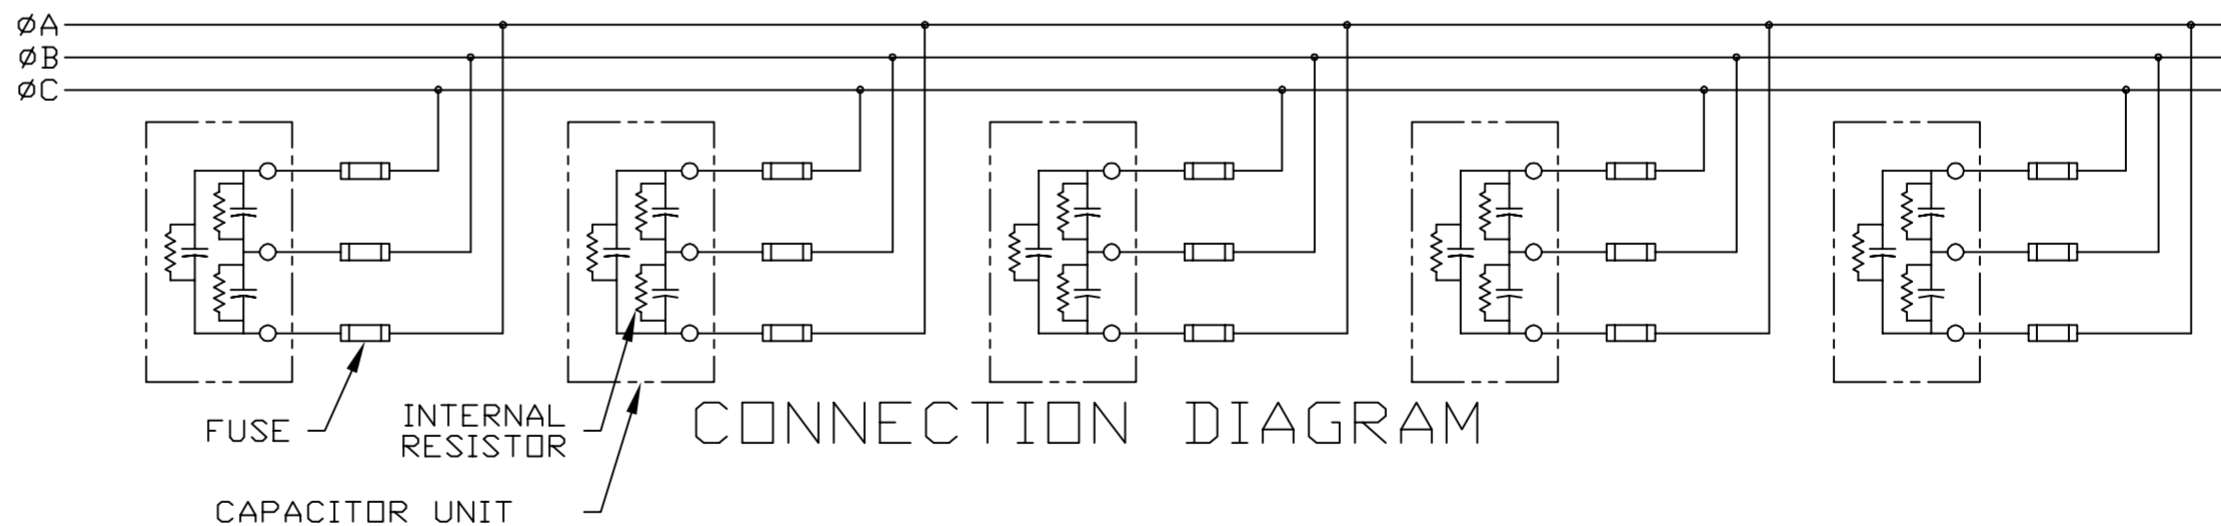 ØA
ØB
ØC
FUSE
INTERNAL
RESISTOR
CONNECTION DIAGRAM
CAPACITOR UNIT